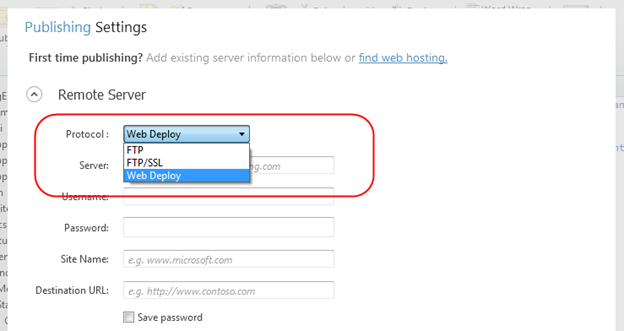 Publishing Settings
First time publishing? Add existing server information below or find web hosting.
Remote Server
Protocol : Web Deploy
FTP
FTP/SSL
Server: ng.com
Web Deploy
Username:
Password:
Site Name: e.g. www.microsoft.com
Destination URL: e.g. http://www.contoso.com
Save password